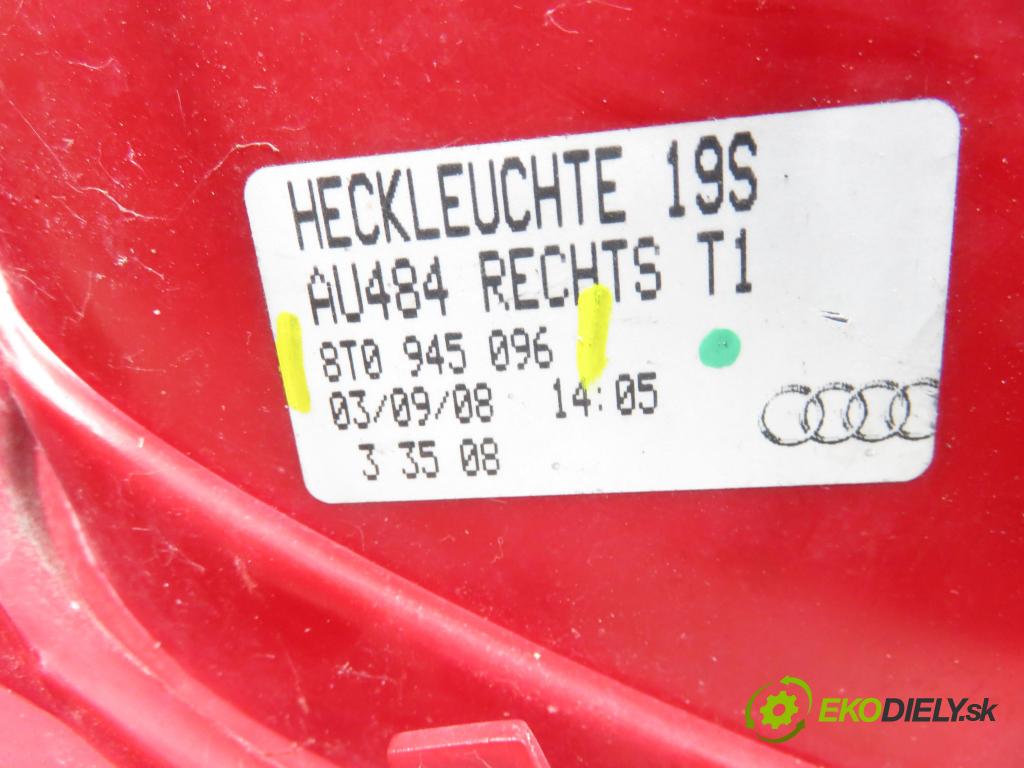 HECKLEUCHTE 19S
AU484 RECHTS T1
8T0 945 096
03/09/08 14:05
3 35 08
EKODIELY.sk